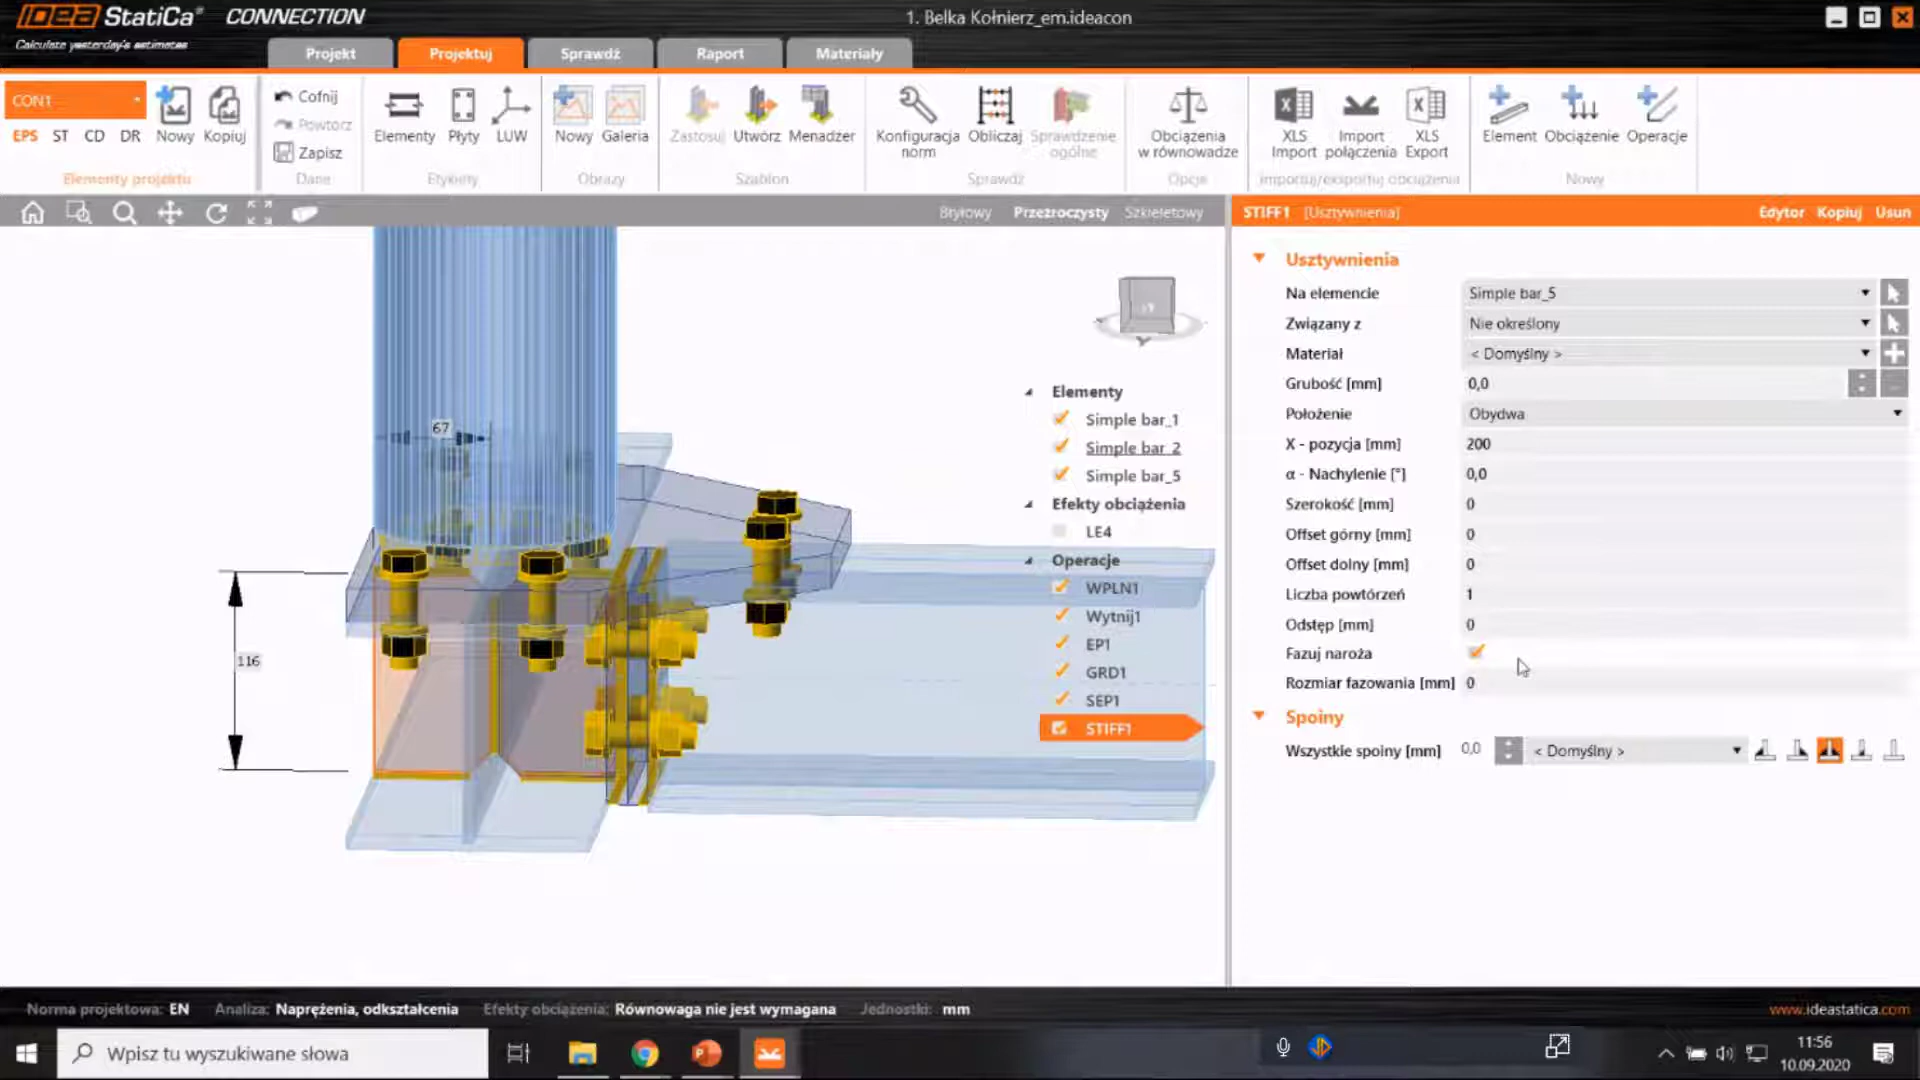 IDEA StatiCa® CONNECTION
Calculate yesterday's estimates
1. Belka Kołnierz_em.ideacon
Projekt Projektuj Sprawdź Raport Materiały
CON1
EPS ST CD DR Nowy Kopiuj
Elementy projektu
Cofnij
Powtórz
Zapisz
Dane
Elementy Płyty LUW
Etykiety
Nowy Galeria
Obrazy
Zastosuj Utwórz Menadżer
Szablon
Konfiguracja norm Obliczaj Sprawdzenie ogólne
Sprawdź
Obciążenia w równowadze
Opcje
XLS Import Import połączenia XLS Export
Importuj/eksportuj obciążenia
Element Obciążenie Operacje
Nowy
Bryłowy Przeźroczysty Szkieletowy
STIFF1 [Usztywnienia] Edytor Kopiuj Usuń
67
116
Elementy
Simple bar_1
Simple bar_2
Simple bar_5
Efekty obciążenia
LE4
Operacje
WPLN1
Wytnij1
EP1
GRD1
SEP1
STIFF1
Usztywnienia
Na elemencie Simple bar_5
Związany z Nie określony
Materiał < Domyślny >
Grubość [mm] 0,0
Położenie Obydwa
X - pozycja [mm] 200
α - Nachylenie [°] 0,0
Szerokość [mm] 0
Offset górny [mm] 0
Offset dolny [mm] 0
Liczba powtórzeń 1
Odstęp [mm] 0
Fazuj naroża
Rozmiar fazowania [mm] 0
Spoiny
Wszystkie spoiny [mm] 0,0 < Domyślny >
Norma projektowa: EN Analiza: Naprężenia, odkształcenia Efekty obciążenia: Równowaga nie jest wymagana Jednostki: mm
www.ideastatica.com
Wpisz tu wyszukiwane słowa
11:56
10.09.2020